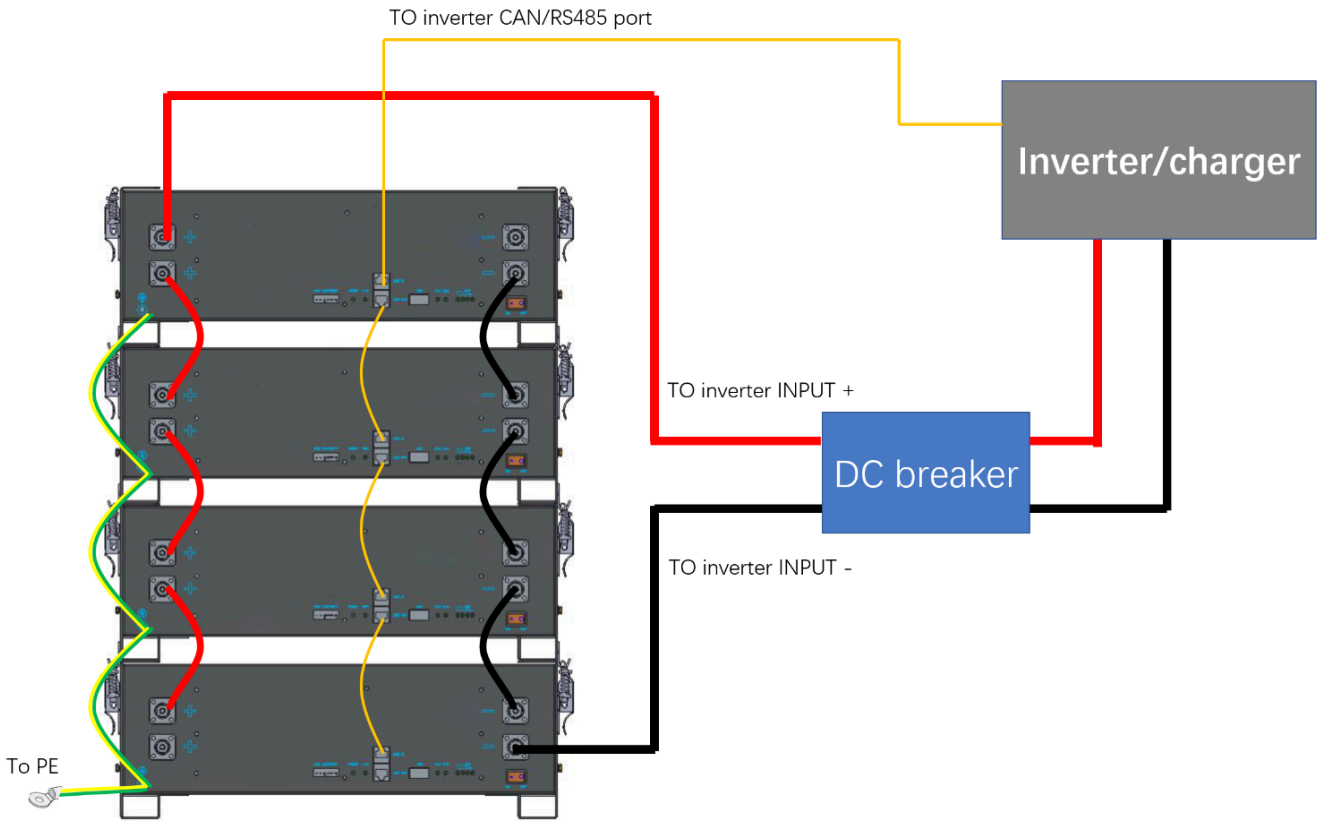 TO inverter CAN/RS485 port
Inverter/charger
TO inverter INPUT +
DC breaker
TO inverter INPUT -
To PE